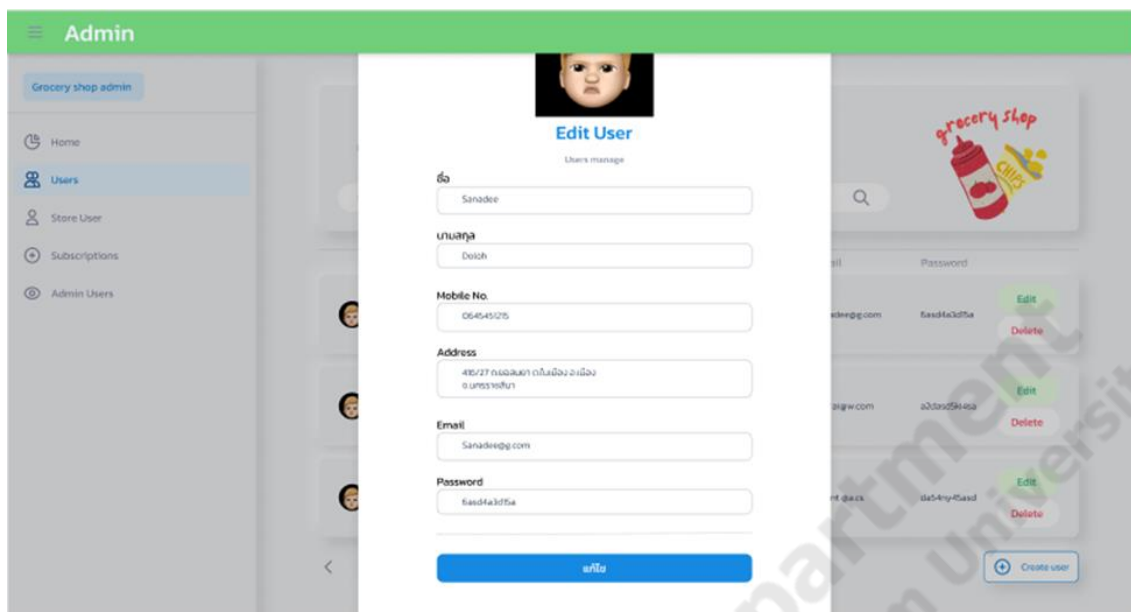 Admin
Grocery shop admin
Home
Users
Store User
Subscriptions
Admin Users
grocery shop
CHIPS
Edit User
Users manage
ชื่อ
Sanadee
นามสกุล
Doloh
Mobile No.
0645451215
Address
Email
Sanadee@g.com
Password
6asd4a3d15a
แก้ไข
Password
Edit
Delete
Edit
Delete
Edit
Delete
Create user